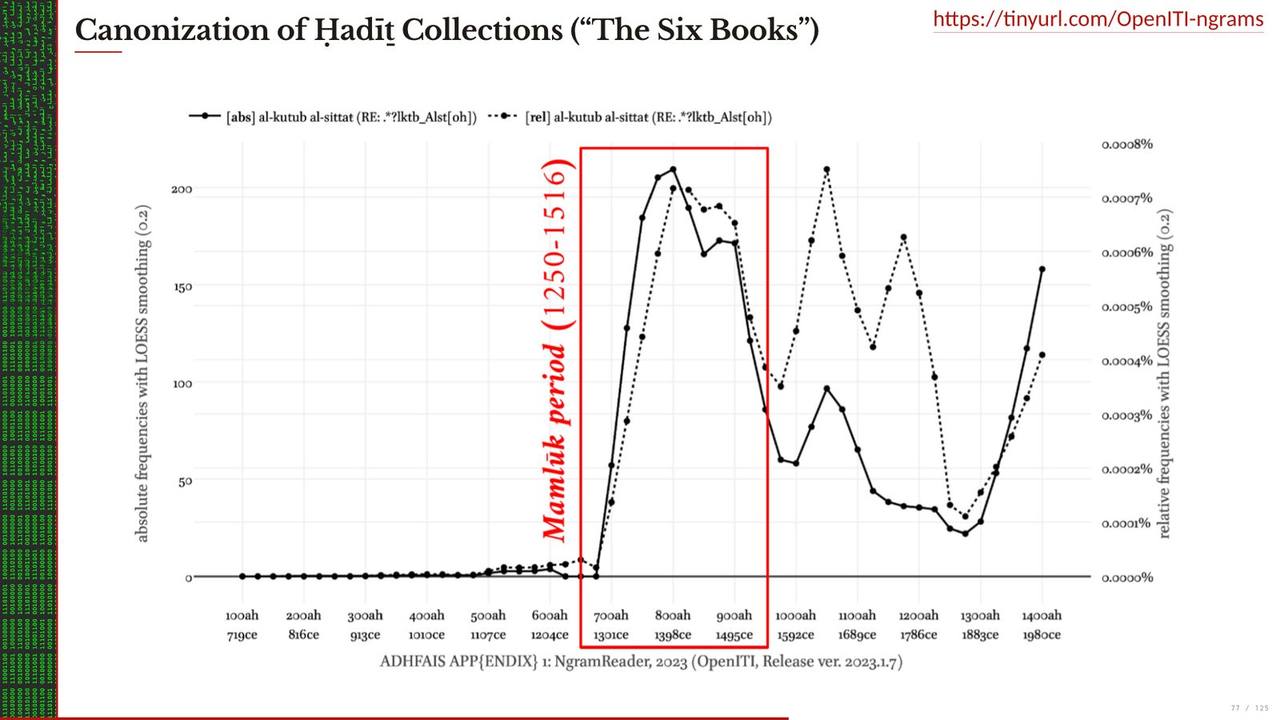 Canonization of Ḥadīṯ Collections (“The Six Books”)
https://tinyurl.com/OpenITI-ngrams
[abs] al-kutub al-sittat (RE: .*?lktb_Alst[oh]) [rel] al-kutub al-sittat (RE: .*?lktb_Alst[oh])
Mamlūk period (1250-1516)
absolute frequencies with LOESS smoothing (0.2)
200
150
100
50
0
0.0008%
0.0007%
0.0006%
0.0005%
0.0004%
0.0003%
0.0002%
0.0001%
0.0000%
relative frequencies with LOESS smoothing (0.2)
100ah 200ah 300ah 400ah 500ah 600ah 700ah 800ah 900ah 1000ah 1100ah 1200ah 1300ah 1400ah
719ce 816ce 913ce 1010ce 1107ce 1204ce 1301ce 1398ce 1495ce 1592ce 1689ce 1786ce 1883ce 1980ce
ADHFAIS APP{ENDIX} 1: NgramReader, 2023 (OpenITI, Release ver. 2023.1.7)
77 / 125